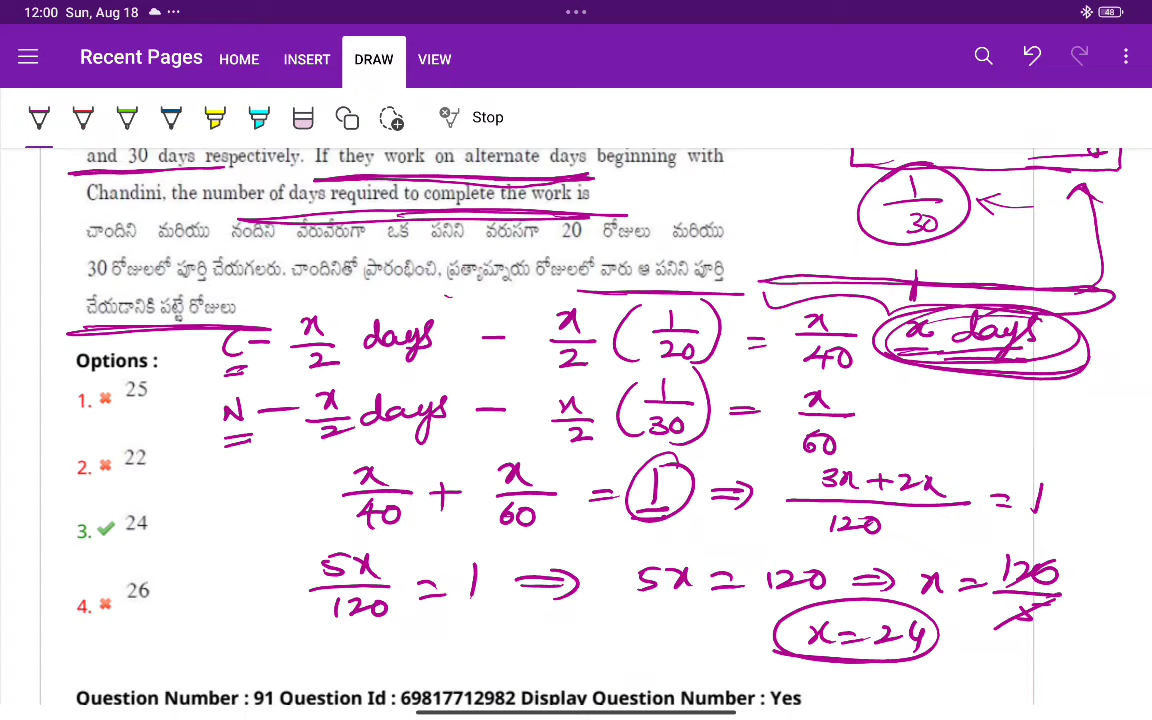 12:00 Sun, Aug 18 ••• 48
Recent Pages HOME INSERT DRAW VIEW
Stop
and 30 days respectively. If they work on alternate days beginning with
Chandini, the number of days required to complete the work is
1/30
చాందిని మరియు నందిని వేరువేరుగా ఒక పనిని వరుసగా 20 రోజులు మరియు
30 రోజులలో పూర్తి చేయగలరు. చాందినితో ప్రారంభించి, ప్రత్యామ్నాయ రోజులలో వారు ఆ పనిని పూర్తి
చేయడానికి పట్టే రోజులు
C - x/2 days - x/2 (1/20) = x/40 x days
Options :
1. 25
N - x/2 days - x/2 (1/30) = x/60
2. 22
x/40 + x/60 = 1 ⇒ 3x+2x/120 = 1
3. 24
5x/120 = 1 ⇒ 5x = 120 ⇒ x = 120/5
4. 26
x = 24
Question Number : 91 Question Id : 69817712982 Display Question Number : Yes